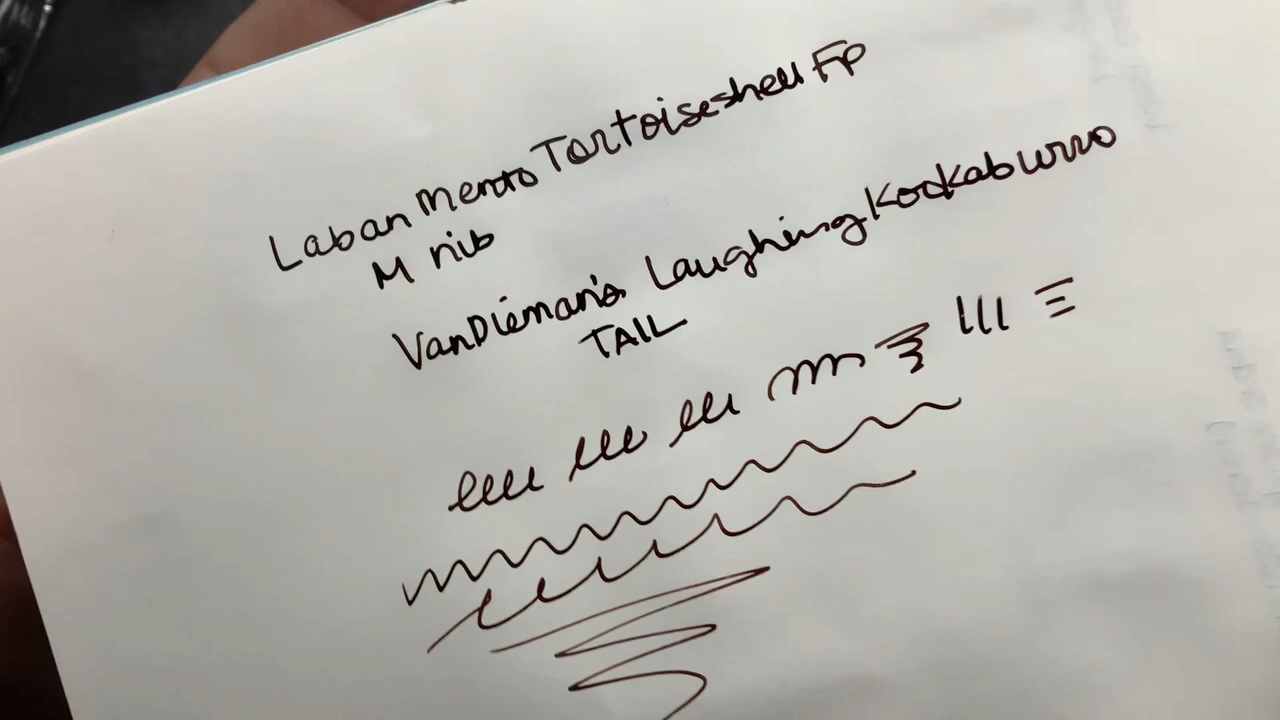 Laban Mento Tortoiseshell FP
M nib
VanDieman's Laughing Kookaburra
TAIL